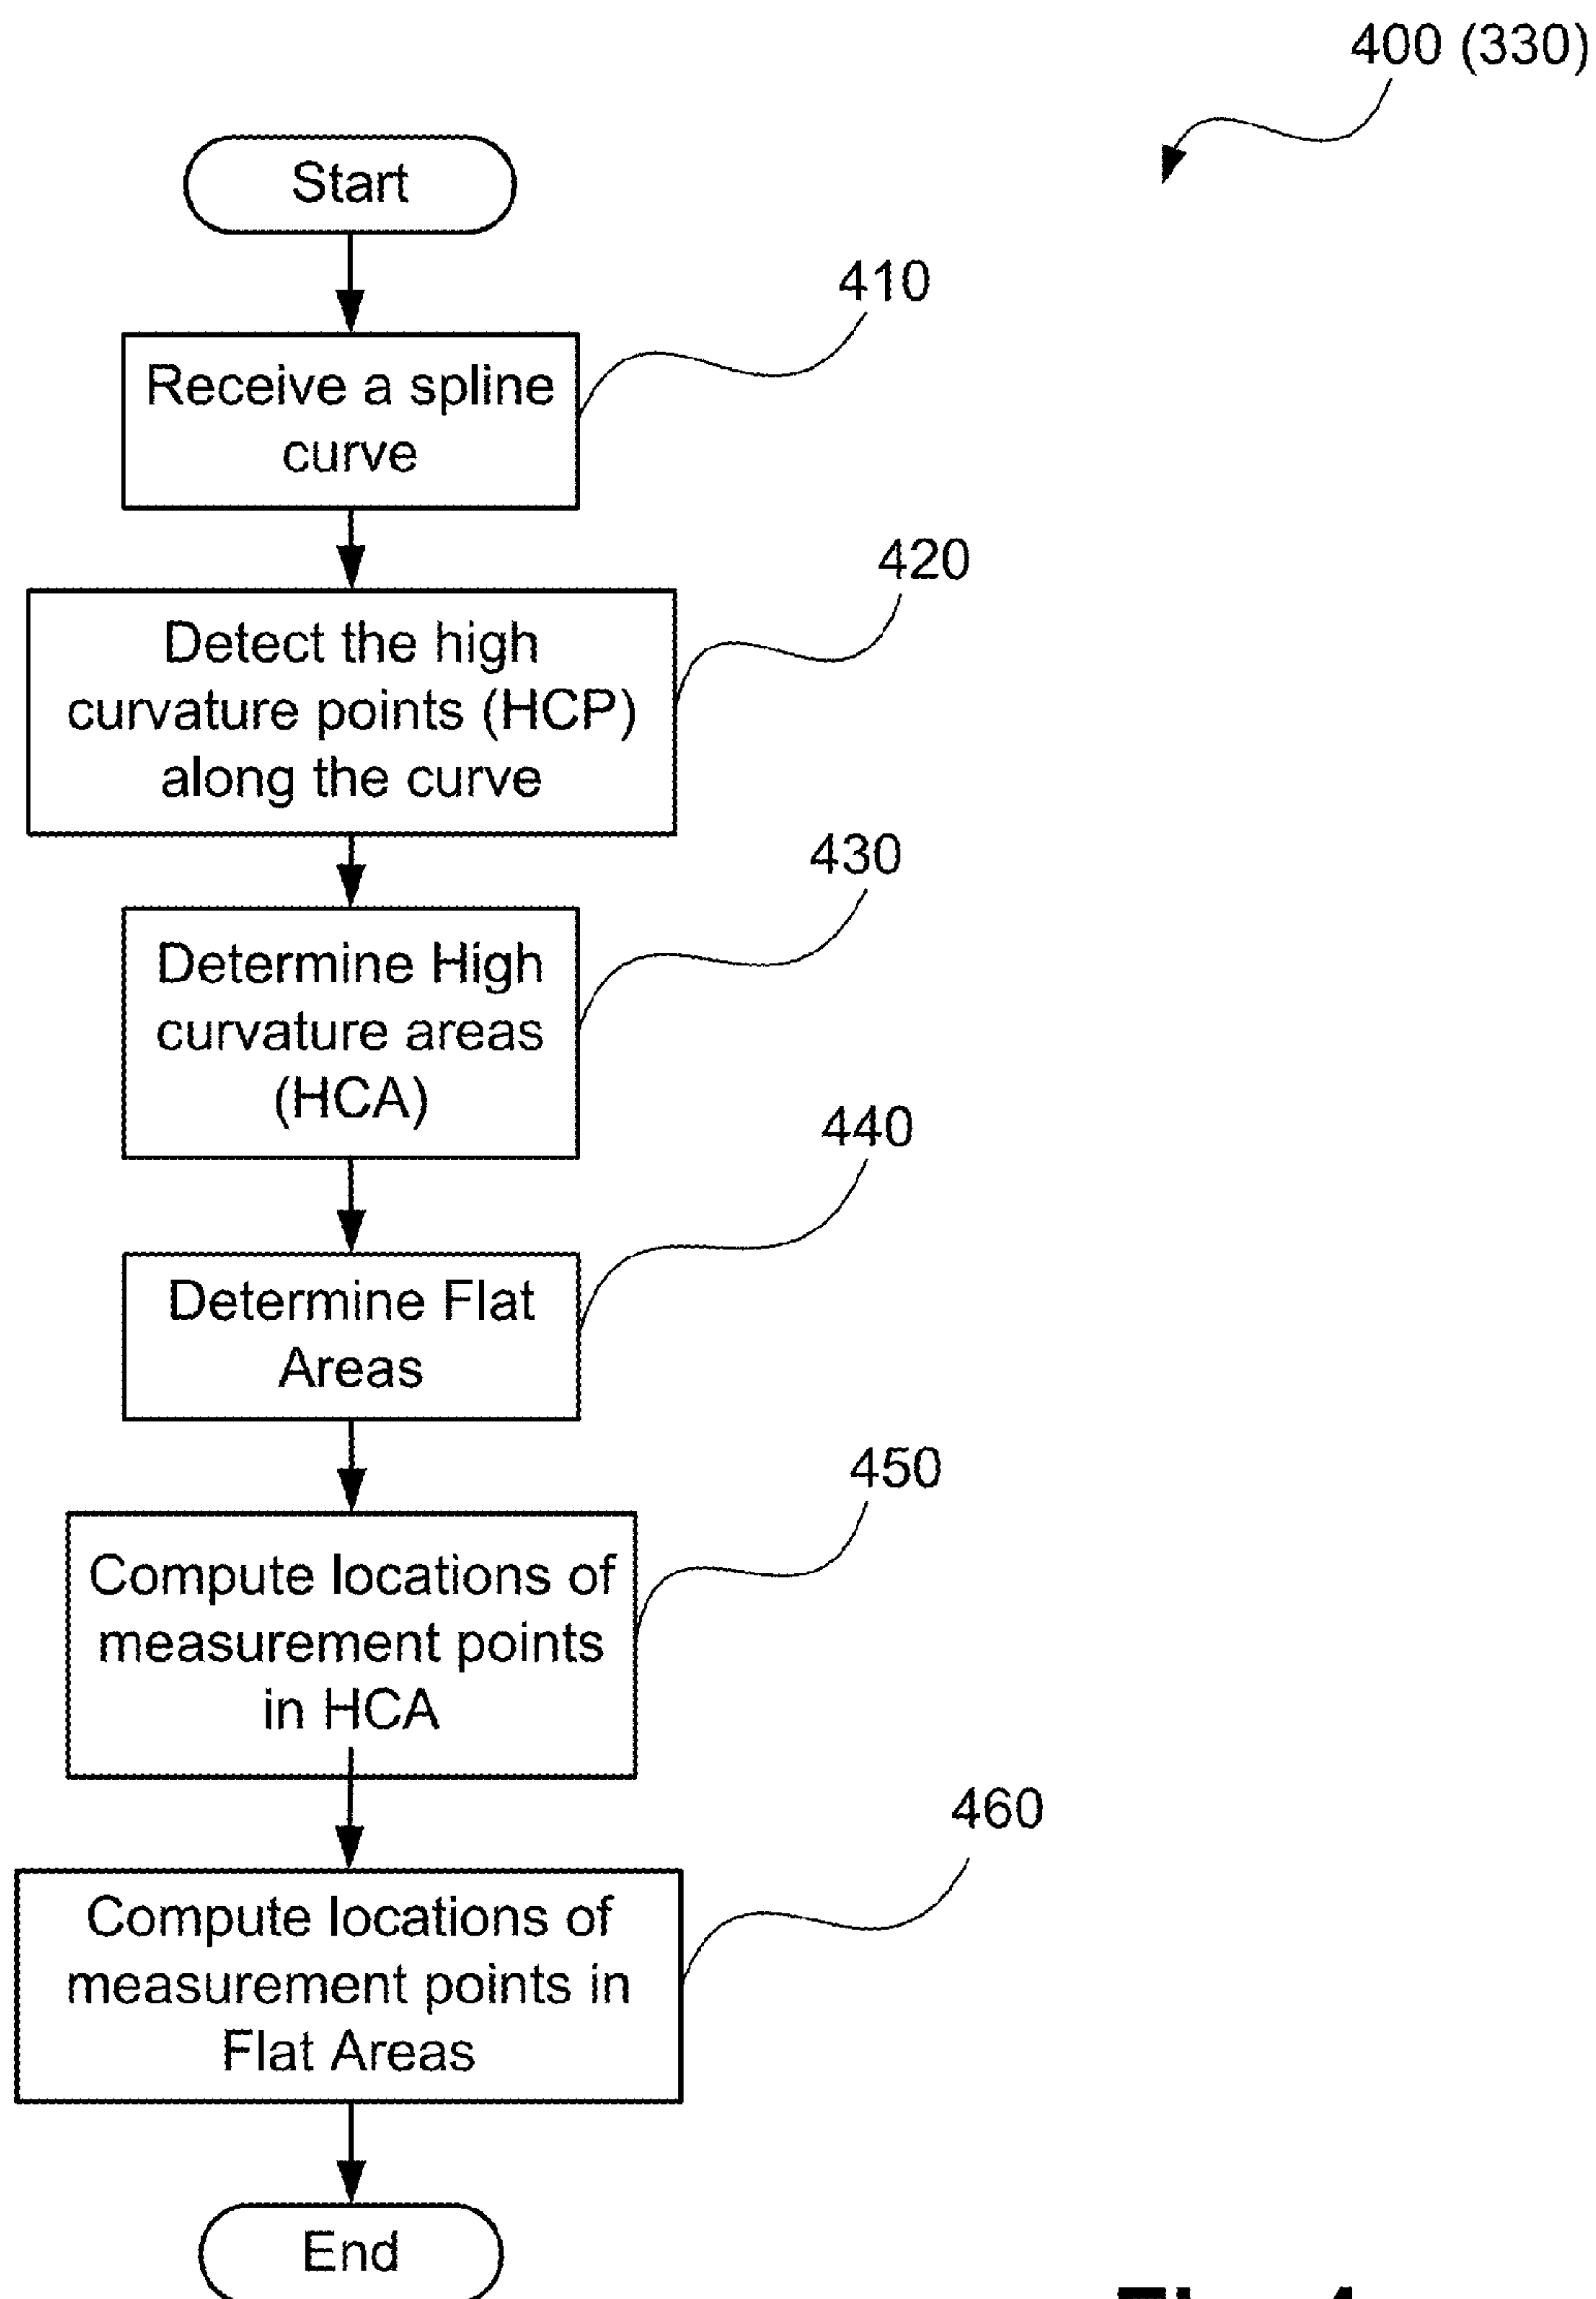 400 (330)
Start
410
Receive a spline
curve
420
Detect the high
curvature points (HCP)
along the curve
430
Determine High
curvature areas
(HCA)
440
Determine Flat
Areas
450
Compute locations of
measurement points
in HCA
460
Compute locations of
measurement points in
Flat Areas
End